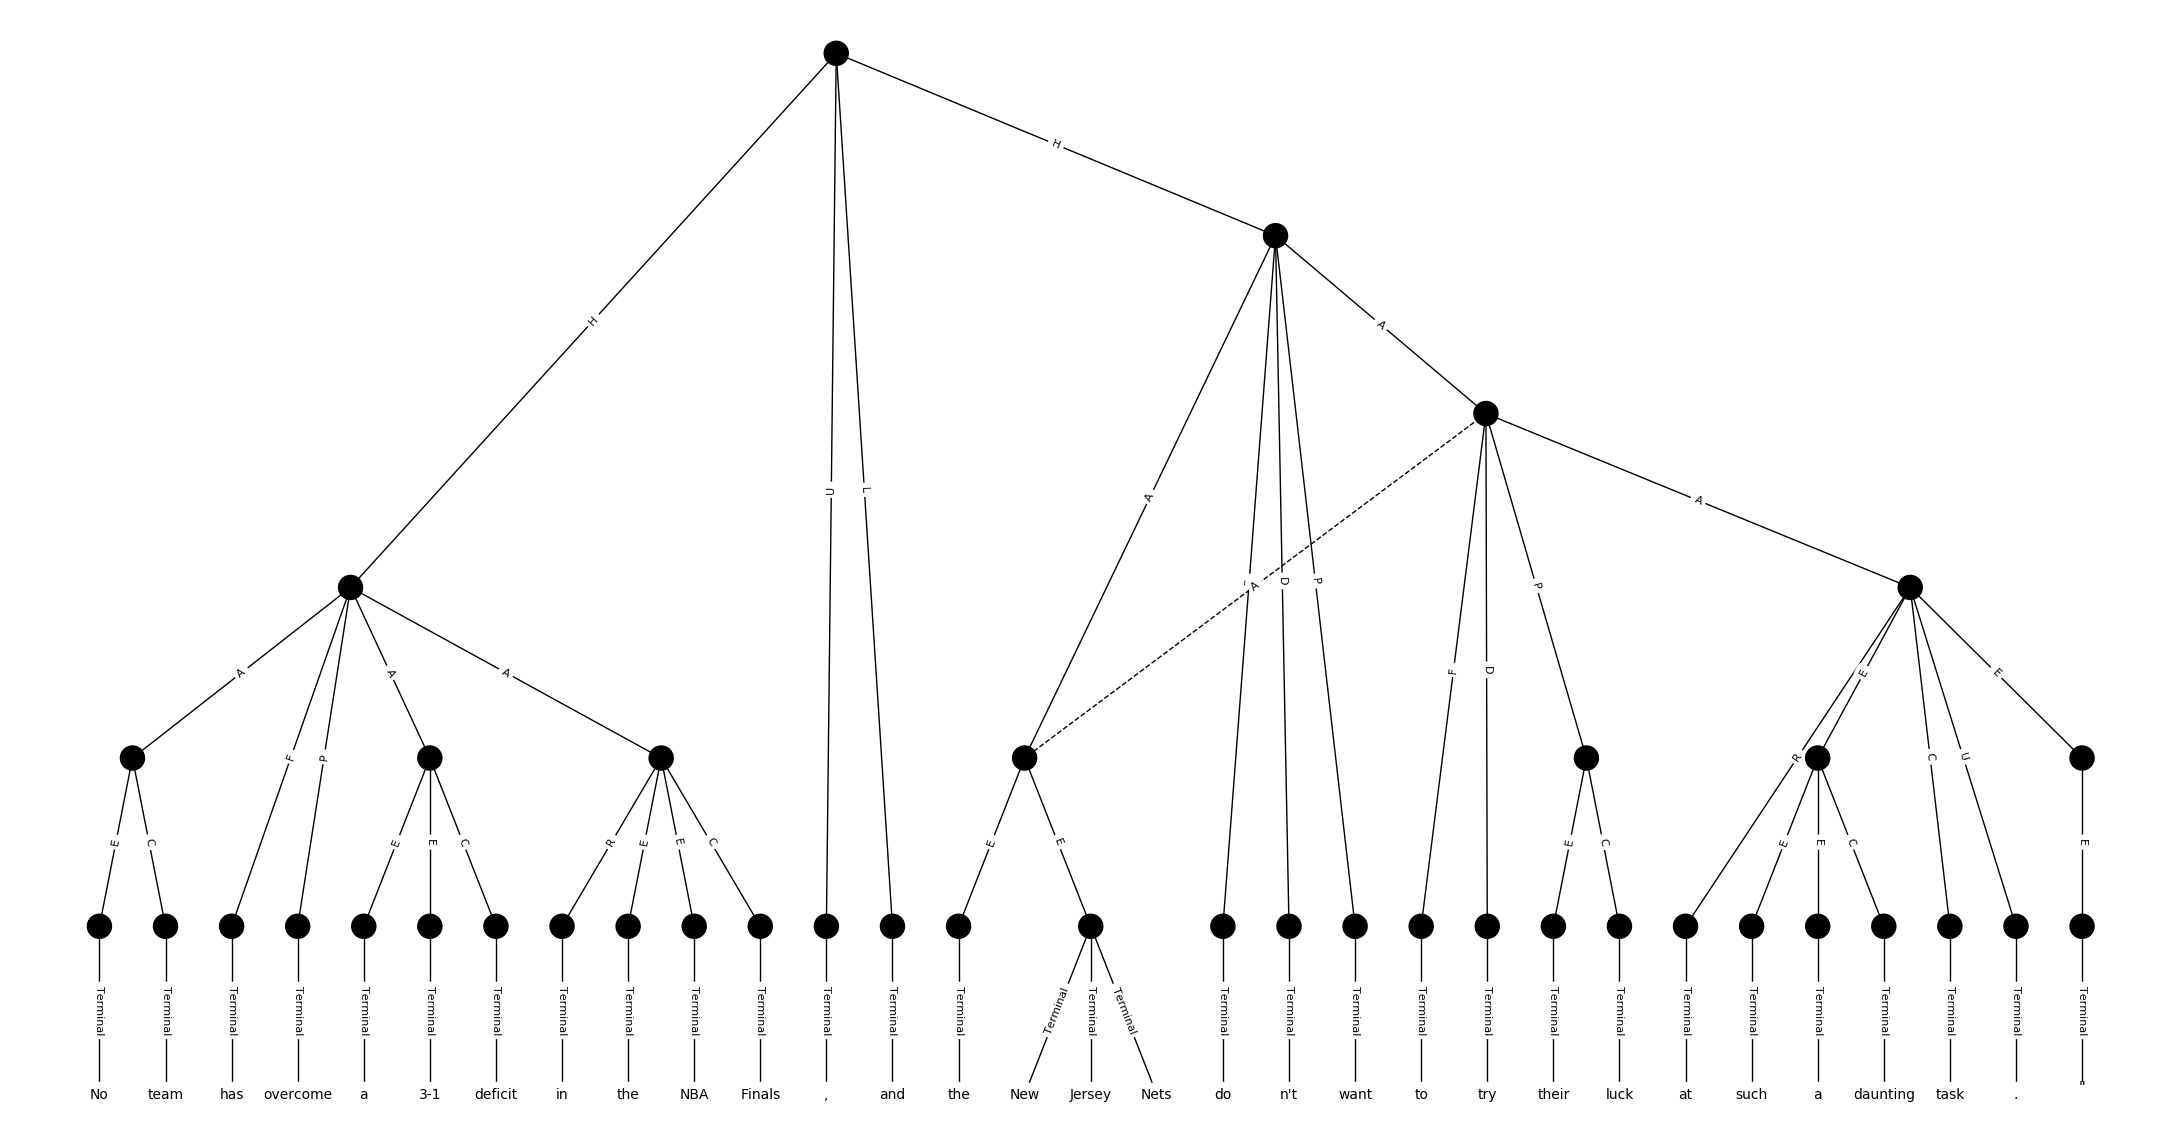 H
H
A
A
H
U
L
A
A
D
P
A
F
D
P
A
A
F
P
A
A
R
E
C
U
E
E
C
E
E
C
R
E
E
C
E
E
E
C
E
E
C
E
Terminal Terminal Terminal Terminal Terminal Terminal Terminal Terminal Terminal Terminal Terminal Terminal Terminal Terminal Terminal Terminal Terminal Terminal Terminal Terminal Terminal Terminal Terminal Terminal Terminal Terminal Terminal Terminal Terminal Terminal Terminal
No team has overcome a 3-1 deficit in the NBA Finals , and the New Jersey Nets do n't want to try their luck at such a daunting task . "